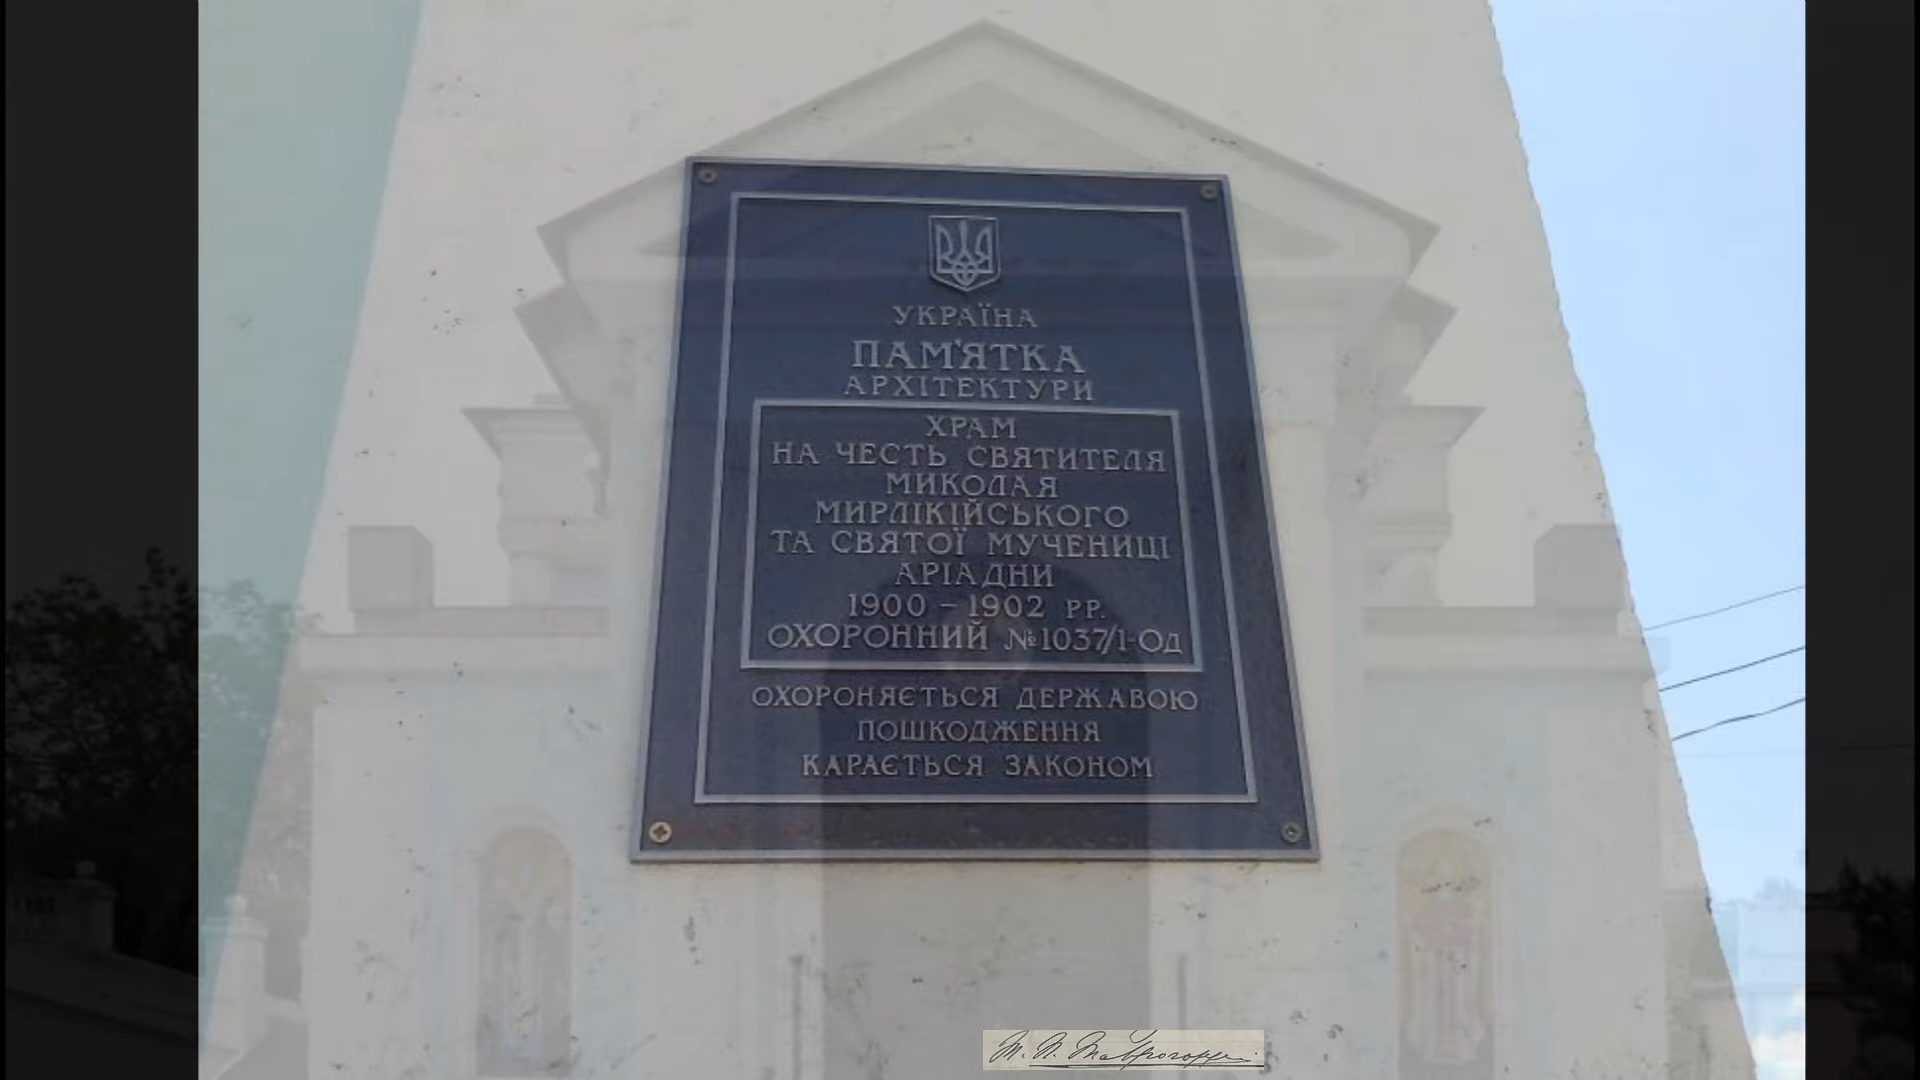 УКРАЇНА
ПАМ'ЯТКА
АРХІТЕКТУРИ
ХРАМ
НА ЧЕСТЬ СВЯТИТЕЛЯ
МИКОЛАЯ
МИРЛІКІЙСЬКОГО
ТА СВЯТОЇ МУЧЕНИЦІ
АРІАДНИ
1900 – 1902 РР.
ОХОРОННИЙ №1037/1-Од
ОХОРОНЯЄТЬСЯ ДЕРЖАВОЮ
ПОШКОДЖЕННЯ
КАРАЄТЬСЯ ЗАКОНОМ